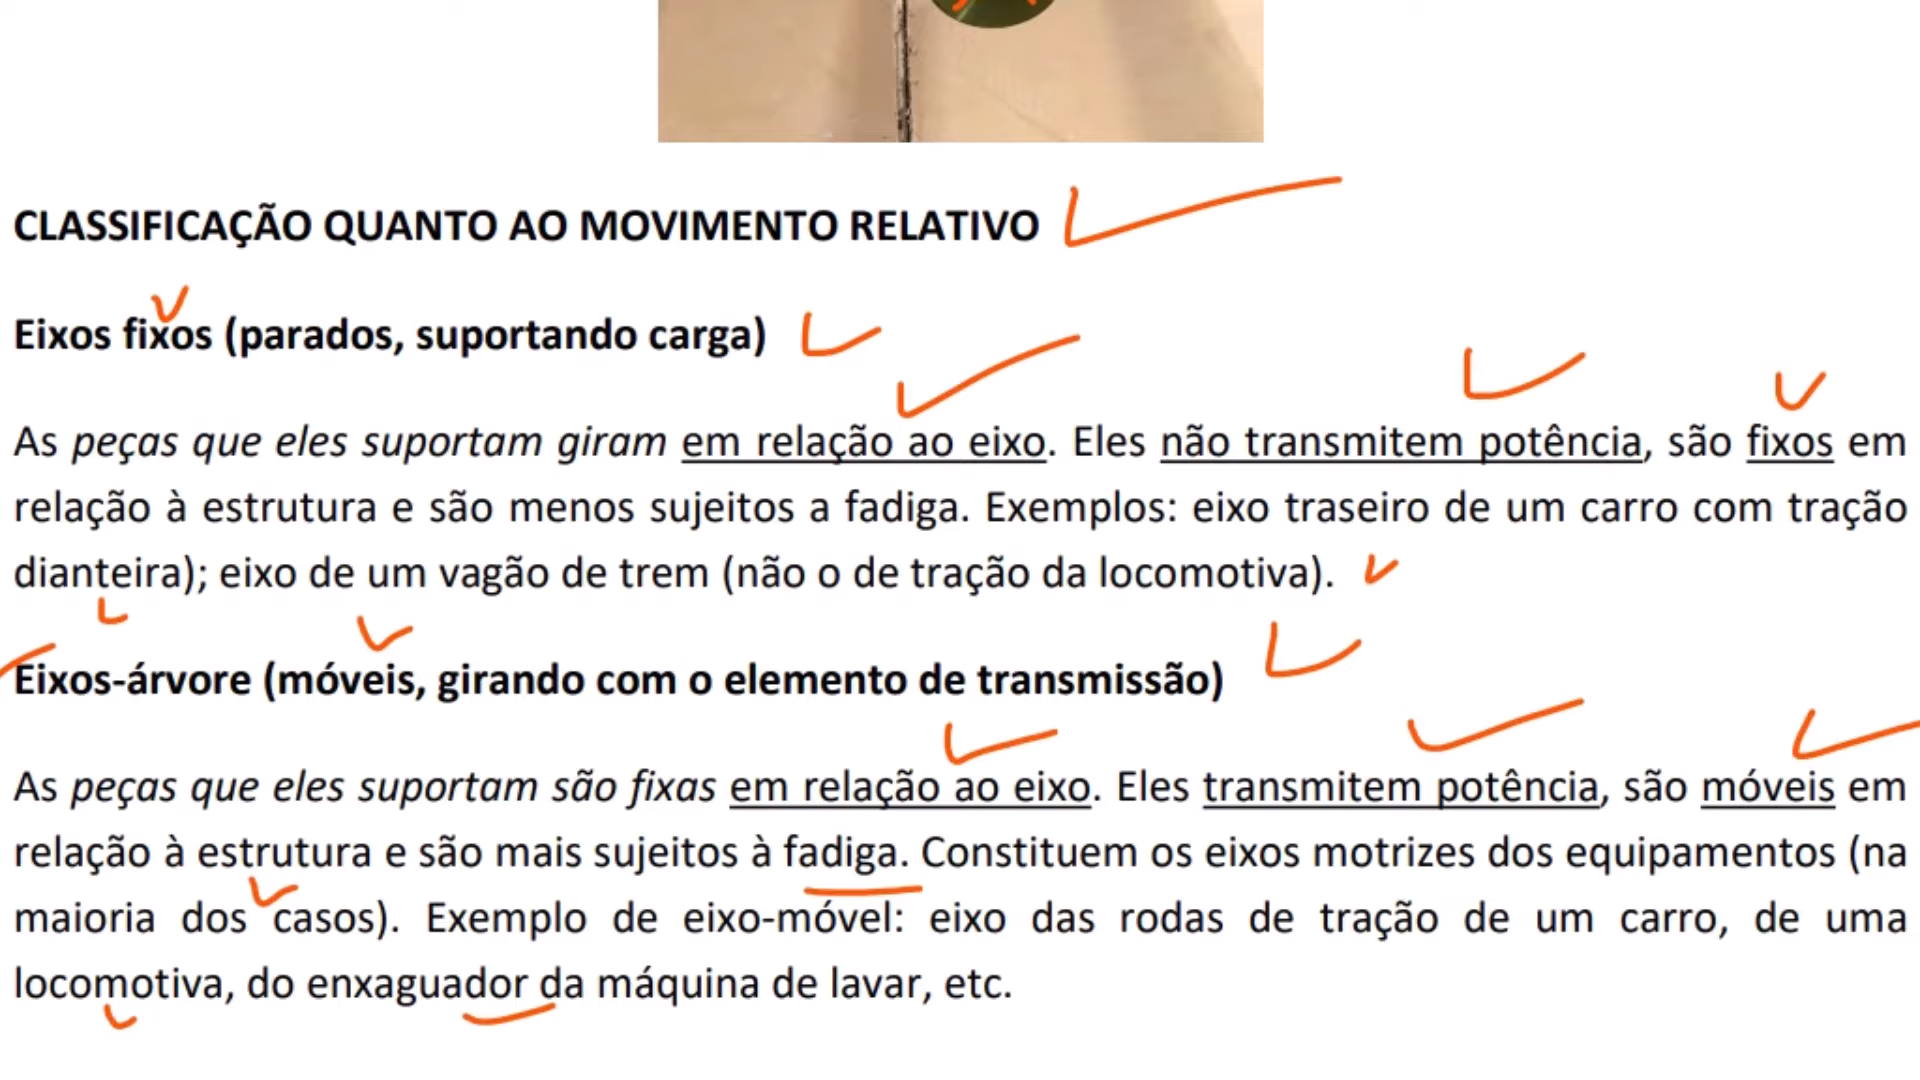 CLASSIFICAÇÃO QUANTO AO MOVIMENTO RELATIVO
Eixos fixos (parados, suportando carga)
As peças que eles suportam giram em relação ao eixo. Eles não transmitem potência, são fixos em
relação à estrutura e são menos sujeitos a fadiga. Exemplos: eixo traseiro de um carro com tração
dianteira); eixo de um vagão de trem (não o de tração da locomotiva).
Eixos-árvore (móveis, girando com o elemento de transmissão)
As peças que eles suportam são fixas em relação ao eixo. Eles transmitem potência, são móveis em
relação à estrutura e são mais sujeitos à fadiga. Constituem os eixos motrizes dos equipamentos (na
maioria dos casos). Exemplo de eixo-móvel: eixo das rodas de tração de um carro, de uma
locomotiva, do enxaguador da máquina de lavar, etc.